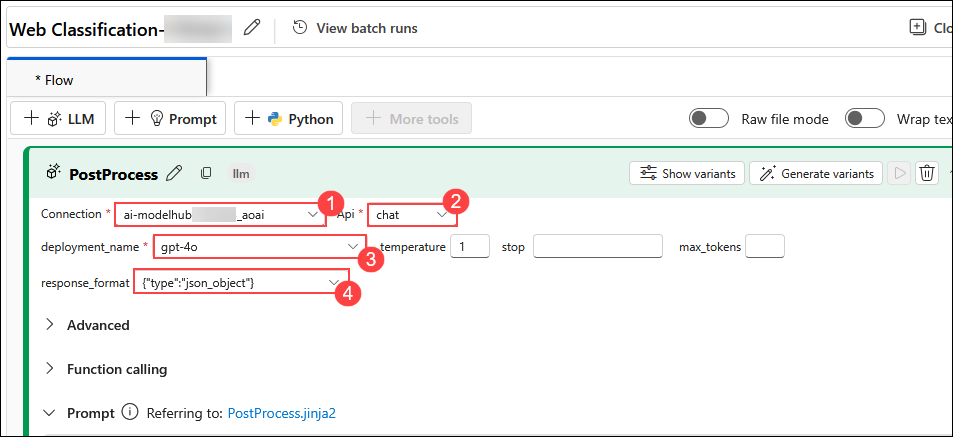 Web Classification- View batch runs Clo
* Flow
LLM Prompt Python More tools Raw file mode Wrap tex
PostProcess llm Show variants Generate variants
Connection * ai-modelhub _aoai 1 Api * chat 2
deployment_name * gpt-4o 3 temperature 1 stop max_tokens
response_format {"type":"json_object"} 4
Advanced
Function calling
Prompt Referring to: PostProcess.jinja2